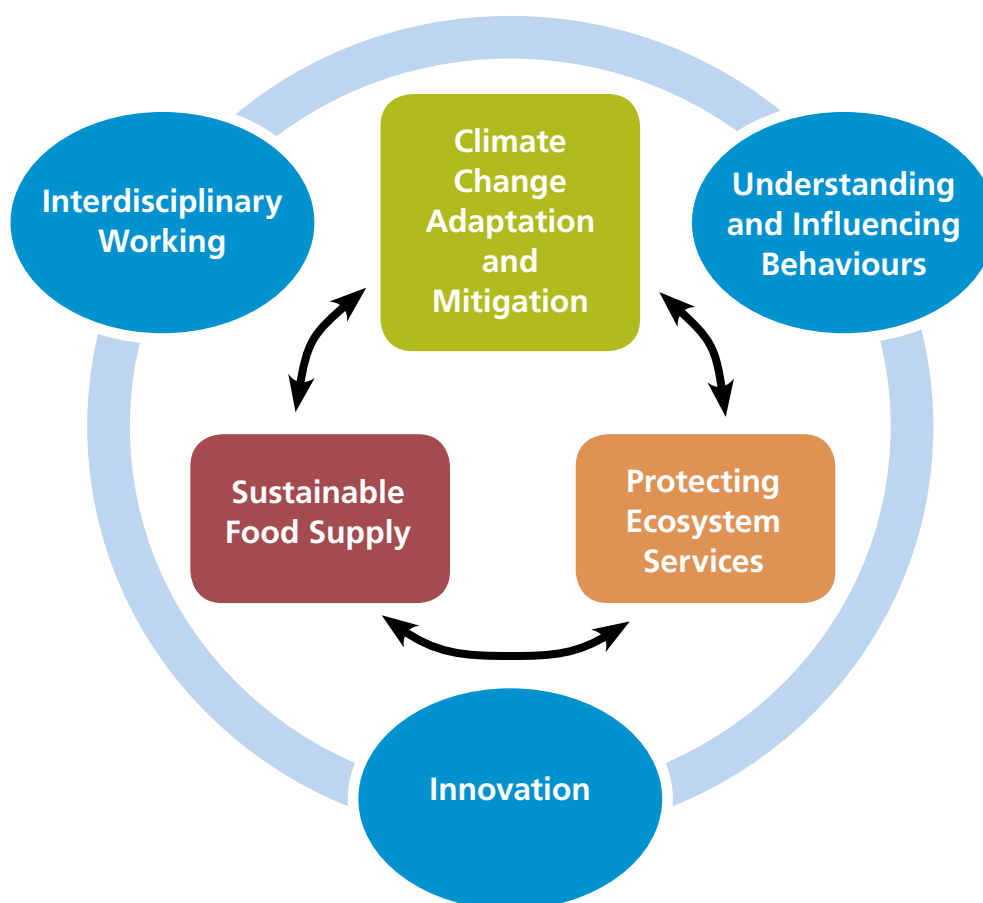 Climate
Change
Adaptation
and
Mitigation
Interdisciplinary
Working
Understanding
and Influencing
Behaviours
Sustainable
Food Supply
Protecting
Ecosystem
Services
Innovation